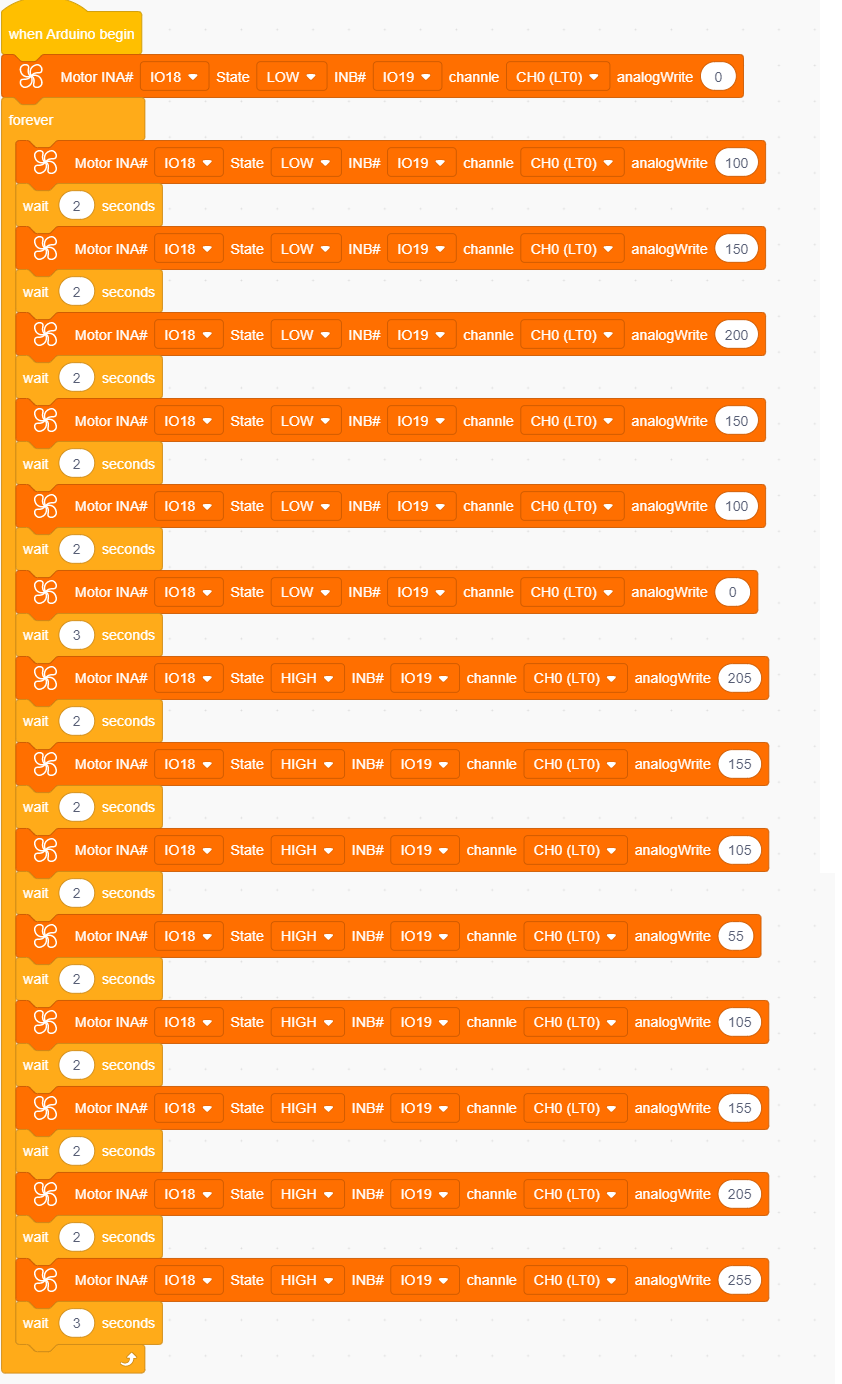 when Arduino begin
Motor INA# IO18 State LOW INB# IO19 channle CH0 (LT0) analogWrite 0
forever
Motor INA# IO18 State LOW INB# IO19 channle CH0 (LT0) analogWrite 100
wait 2 seconds
Motor INA# IO18 State LOW INB# IO19 channle CH0 (LT0) analogWrite 150
wait 2 seconds
Motor INA# IO18 State LOW INB# IO19 channle CH0 (LT0) analogWrite 200
wait 2 seconds
Motor INA# IO18 State LOW INB# IO19 channle CH0 (LT0) analogWrite 150
wait 2 seconds
Motor INA# IO18 State LOW INB# IO19 channle CH0 (LT0) analogWrite 100
wait 2 seconds
Motor INA# IO18 State LOW INB# IO19 channle CH0 (LT0) analogWrite 0
wait 3 seconds
Motor INA# IO18 State HIGH INB# IO19 channle CH0 (LT0) analogWrite 205
wait 2 seconds
Motor INA# IO18 State HIGH INB# IO19 channle CH0 (LT0) analogWrite 155
wait 2 seconds
Motor INA# IO18 State HIGH INB# IO19 channle CH0 (LT0) analogWrite 105
wait 2 seconds
Motor INA# IO18 State HIGH INB# IO19 channle CH0 (LT0) analogWrite 55
wait 2 seconds
Motor INA# IO18 State HIGH INB# IO19 channle CH0 (LT0) analogWrite 105
wait 2 seconds
Motor INA# IO18 State HIGH INB# IO19 channle CH0 (LT0) analogWrite 155
wait 2 seconds
Motor INA# IO18 State HIGH INB# IO19 channle CH0 (LT0) analogWrite 205
wait 2 seconds
Motor INA# IO18 State HIGH INB# IO19 channle CH0 (LT0) analogWrite 255
wait 3 seconds